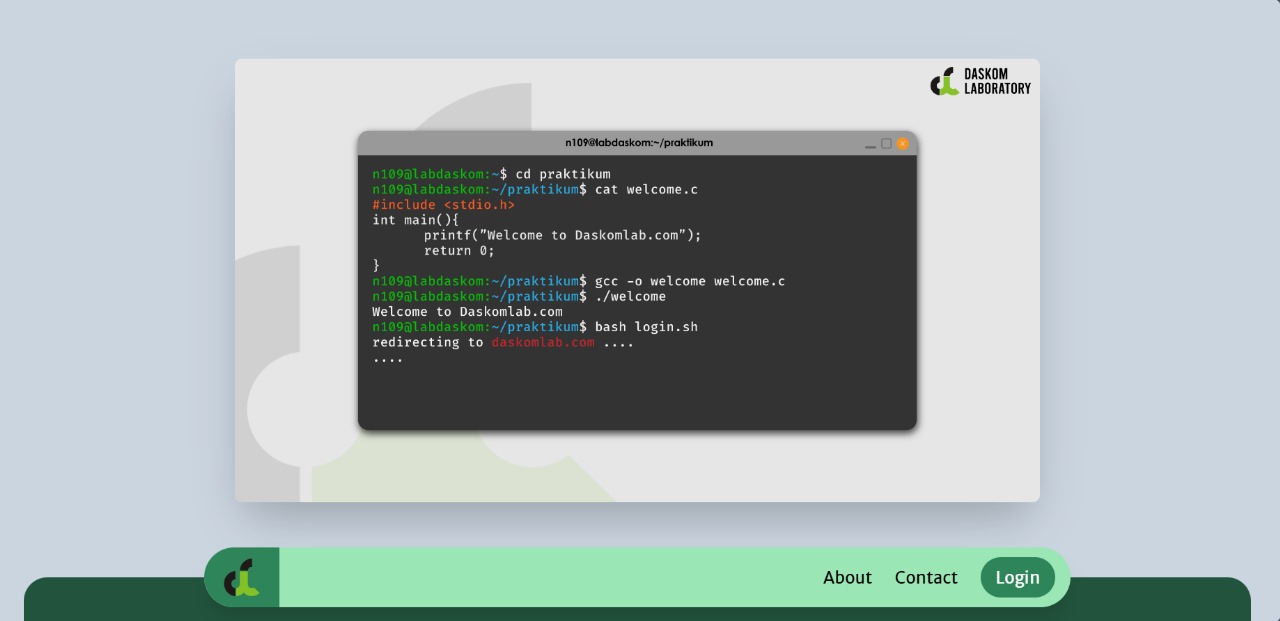 DASKOM
LABORATORY
n109@labdaskom:~/praktikum
n109@labdaskom:~$ cd praktikum
n109@labdaskom:~/praktikum$ cat welcome.c
#include <stdio.h>
int main(){
printf(”Welcome to Daskomlab.com”);
return 0;
}
n109@labdaskom:~/praktikum$ gcc -o welcome welcome.c
n109@labdaskom:~/praktikum$ ./welcome
Welcome to Daskomlab.com
n109@labdaskom:~/praktikum$ bash login.sh
redirecting to daskomlab.com ....
....
About Contact Login